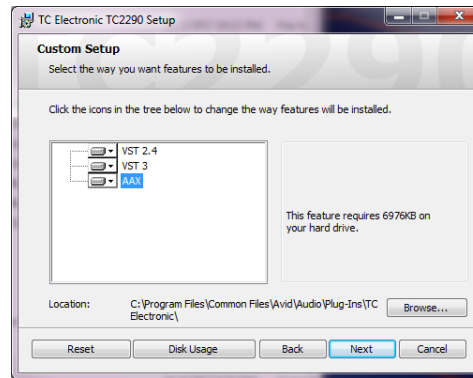 TC Electronic TC2290 Setup
Custom Setup
Select the way you want features to be installed.
TC2290
Click the icons in the tree below to change the way features will be installed.
VST 2.4
VST 3
AAX
This feature requires 6976KB on
your hard drive.
Location:
C:\Program Files\Common Files\Avid\Audio\Plug-Ins\TC
Electronic\
Browse...
Reset
Disk Usage
Back
Next
Cancel